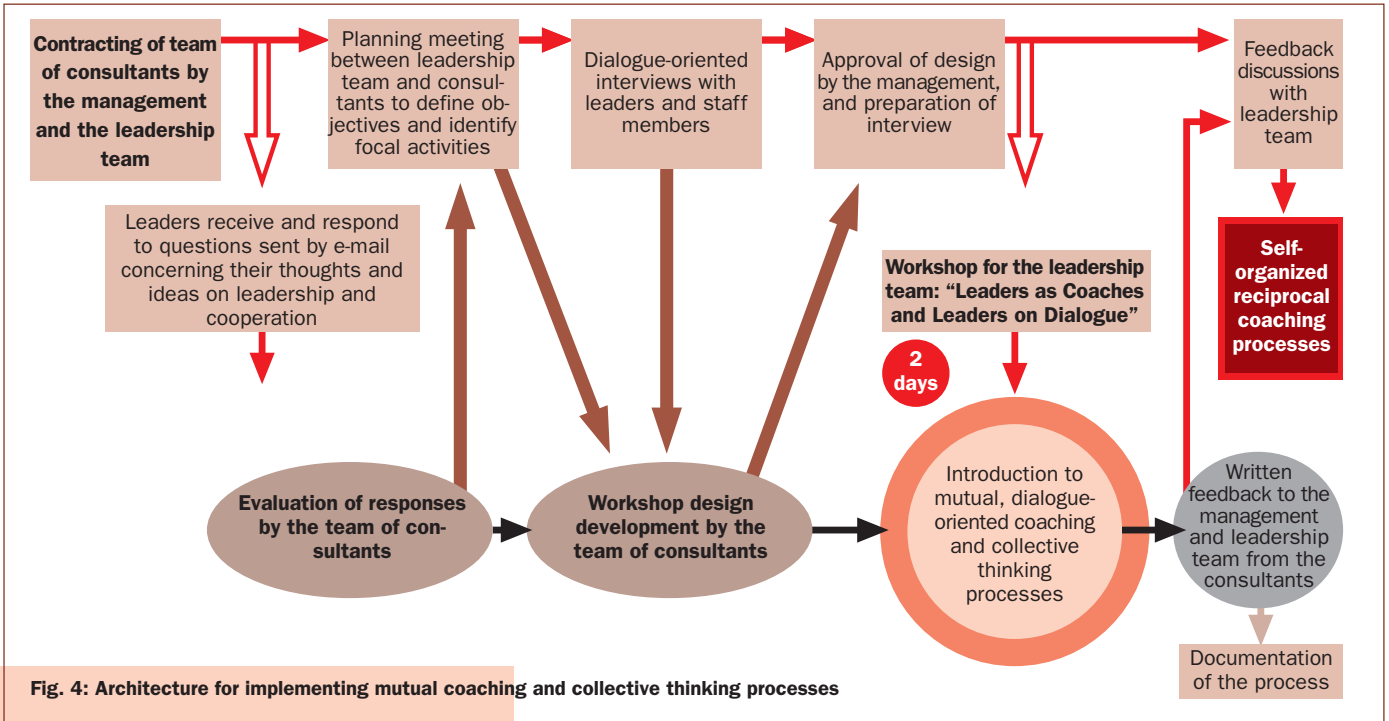 Contracting of team
of consultants by
the management
and the leadership
team
Planning meeting
between leadership
team and consul-
tants to define ob-
jectives and identify
focal activities
Dialogue-oriented
interviews with
leaders and staff
members
Approval of design
by the management,
and preparation of
interview
Feedback
discussions
with
leadership
team
Leaders receive and respond
to questions sent by e-mail
concerning their thoughts and
ideas on leadership and
cooperation
Workshop for the leadership
team: “Leaders as Coaches
and Leaders on Dialogue”
Self-
organized
reciprocal
coaching
processes
2
days
Evaluation of responses
by the team of con-
sultants
Workshop design
development by the
team of consultants
Introduction to
mutual, dialogue-
oriented coaching
and collective
thinking
processes
Written
feedback to the
management
and leadership
team from the
consultants
Documentation
of the process
Fig. 4: Architecture for implementing mutual coaching and collective thinking processes